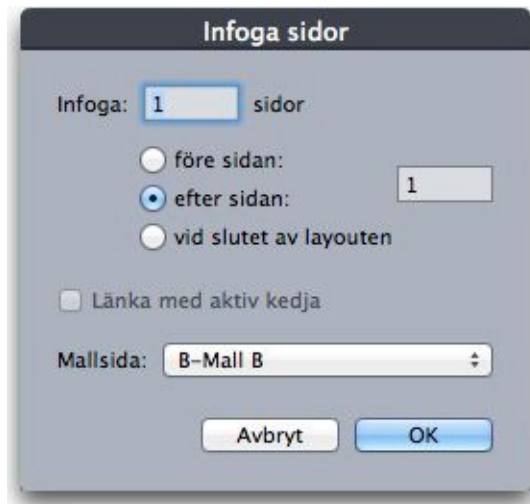 Infoga sidor
Infoga: 1 sidor
före sidan:
efter sidan: 1
vid slutet av layouten
Länka med aktiv kedja
Mallsida: B-Mall B
Avbryt OK